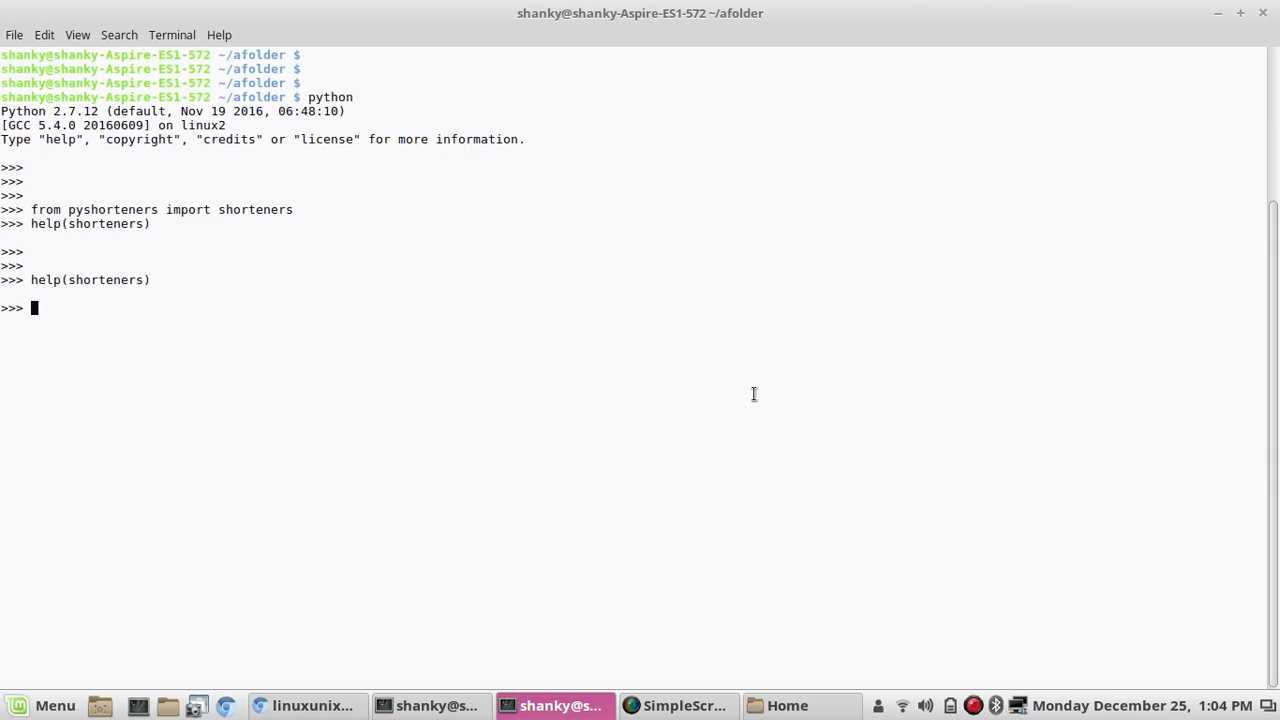 shanky@shanky-Aspire-ES1-572 ~/afolder
File Edit View Search Terminal Help
shanky@shanky-Aspire-ES1-572 ~/afolder $
shanky@shanky-Aspire-ES1-572 ~/afolder $
shanky@shanky-Aspire-ES1-572 ~/afolder $
shanky@shanky-Aspire-ES1-572 ~/afolder $ python
Python 2.7.12 (default, Nov 19 2016, 06:48:10)
[GCC 5.4.0 20160609] on linux2
Type "help", "copyright", "credits" or "license" for more information.
>>>
>>>
>>>
>>> from pyshorteners import shorteners
>>> help(shorteners)
>>>
>>>
>>> help(shorteners)
>>>
Menu linuxunix... shanky@s... shanky@s... SimpleScr... Home Monday December 25, 1:04 PM